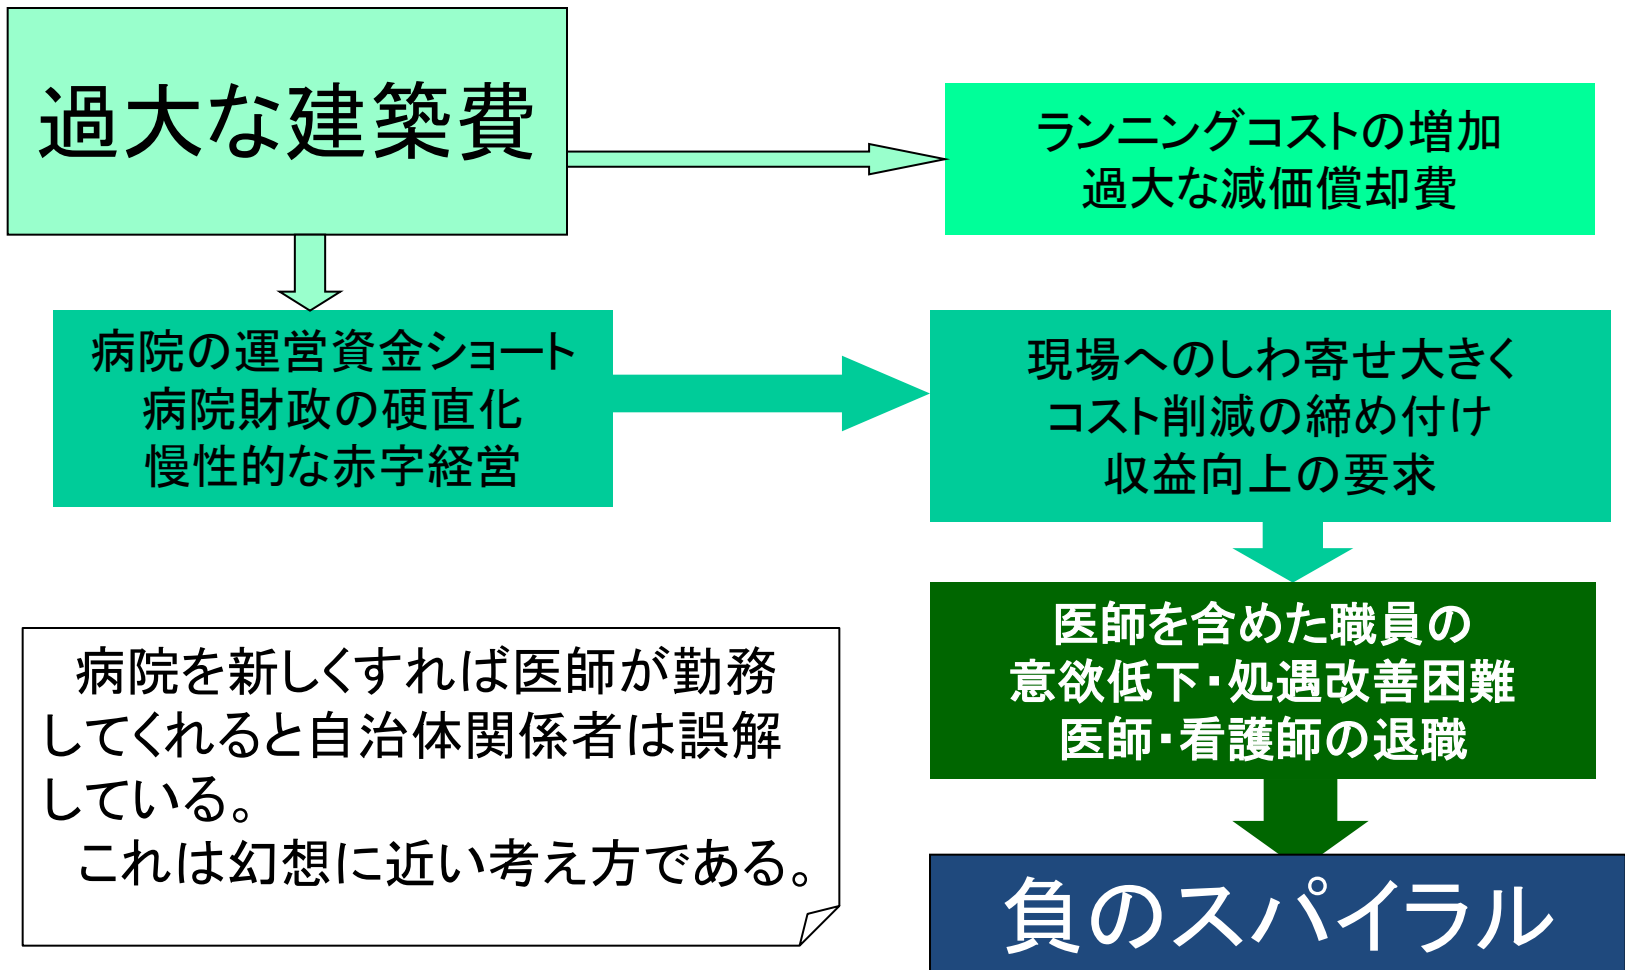 過大な建築費
ランニングコストの増加
過大な減価償却費
病院の運営資金ショート
病院財政の硬直化
慢性的な赤字経営
現場へのしわ寄せ大きく
コスト削減の締め付け
収益向上の要求
医師を含めた職員の
意欲低下・処遇改善困難
医師・看護師の退職
病院を新しくすれば医師が勤務
してくれると自治体関係者は誤解
している。
これは幻想に近い考え方である。
負のスパイラル